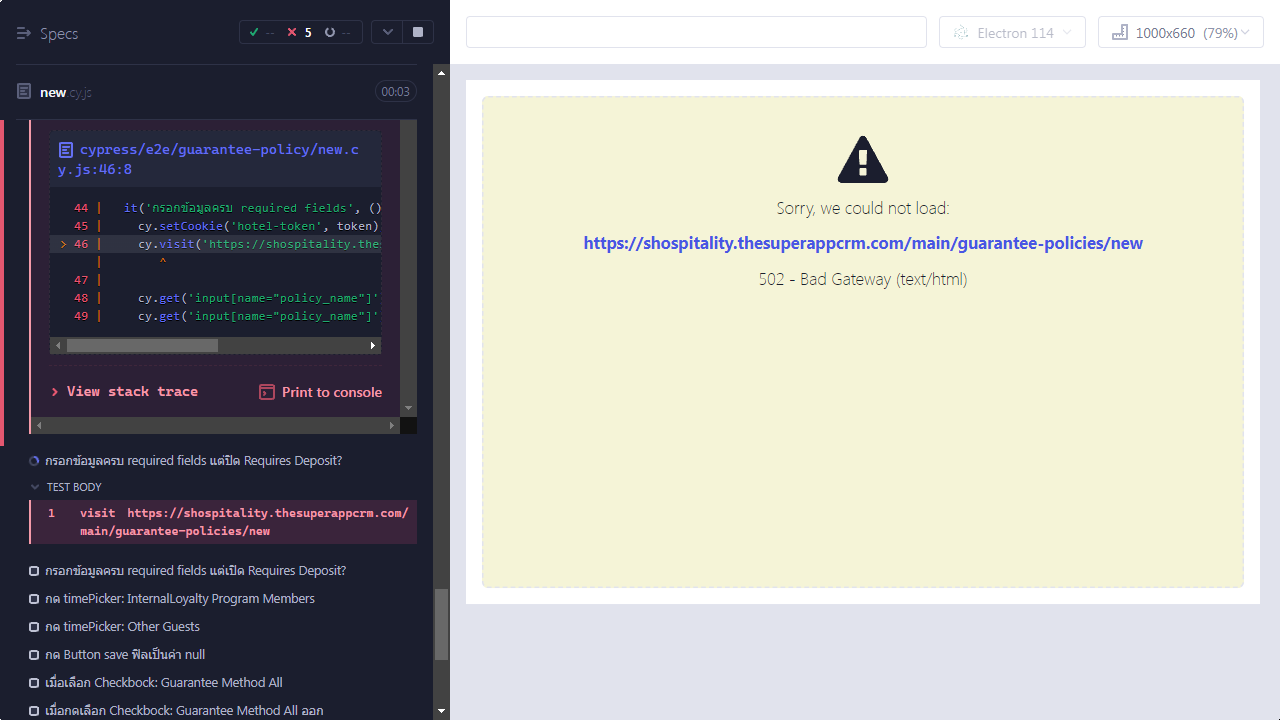 Specs
--
5
--
Electron 114
1000x660 (79%)
new cy.js
00:03
cypress/e2e/guarantee-policy/new.c
y.js:46:8
44 | it('กรอกข้อมูลครบ required fields', ()
45 | cy.setCookie('hotel-token', token)
> 46 | cy.visit('https://shospitality.thes
| ^
47 |
48 | cy.get('input[name="policy_name"]'
49 | cy.get('input[name="policy_name"]'
View stack trace
Print to console
กรอกข้อมูลครบ required fields แต่ปิด Requires Deposit?
TEST BODY
1 visit https://shospitality.thesuperappcrm.com/
main/guarantee-policies/new
กรอกข้อมูลครบ required fields แต่เปิด Requires Deposit?
กด timePicker: InternalLoyalty Program Members
กด timePicker: Other Guests
กด Button save ฟิลเป็นค่า null
เมื่อเลือก Checkbock: Guarantee Method All
เมื่อกดเลือก Checkbock: Guarantee Method All ออก
Sorry, we could not load:
https://shospitality.thesuperappcrm.com/main/guarantee-policies/new
502 - Bad Gateway (text/html)